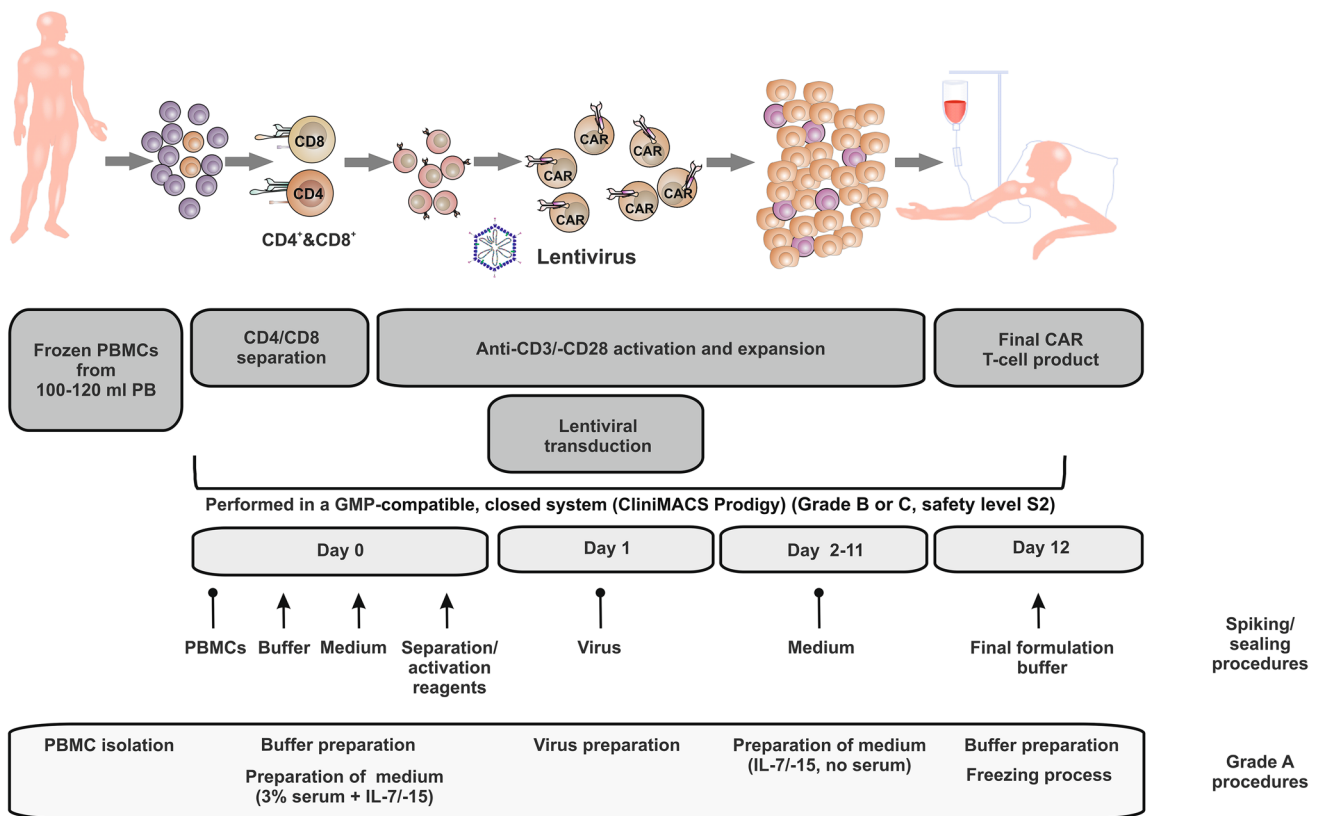 CD8
CD4
CD4⁺&CD8⁺
CAR
CAR
CAR
CAR
CAR
CAR
Lentivirus
Frozen PBMCs
from
100-120 ml PB
CD4/CD8
separation
Anti-CD3/-CD28 activation and expansion
Final CAR
T-cell product
Lentiviral
transduction
Performed in a GMP-compatible, closed system (CliniMACS Prodigy) (Grade B or C, safety level S2)
Day 0
Day 1
Day 2-11
Day 12
PBMCs
Buffer
Medium
Separation/
activation
reagents
Virus
Medium
Final formulation
buffer
Spiking/
sealing
procedures
PBMC isolation
Buffer preparation
Preparation of medium
(3% serum + IL-7/-15)
Virus preparation
Preparation of medium
(IL-7/-15, no serum)
Buffer preparation
Freezing process
Grade A
procedures